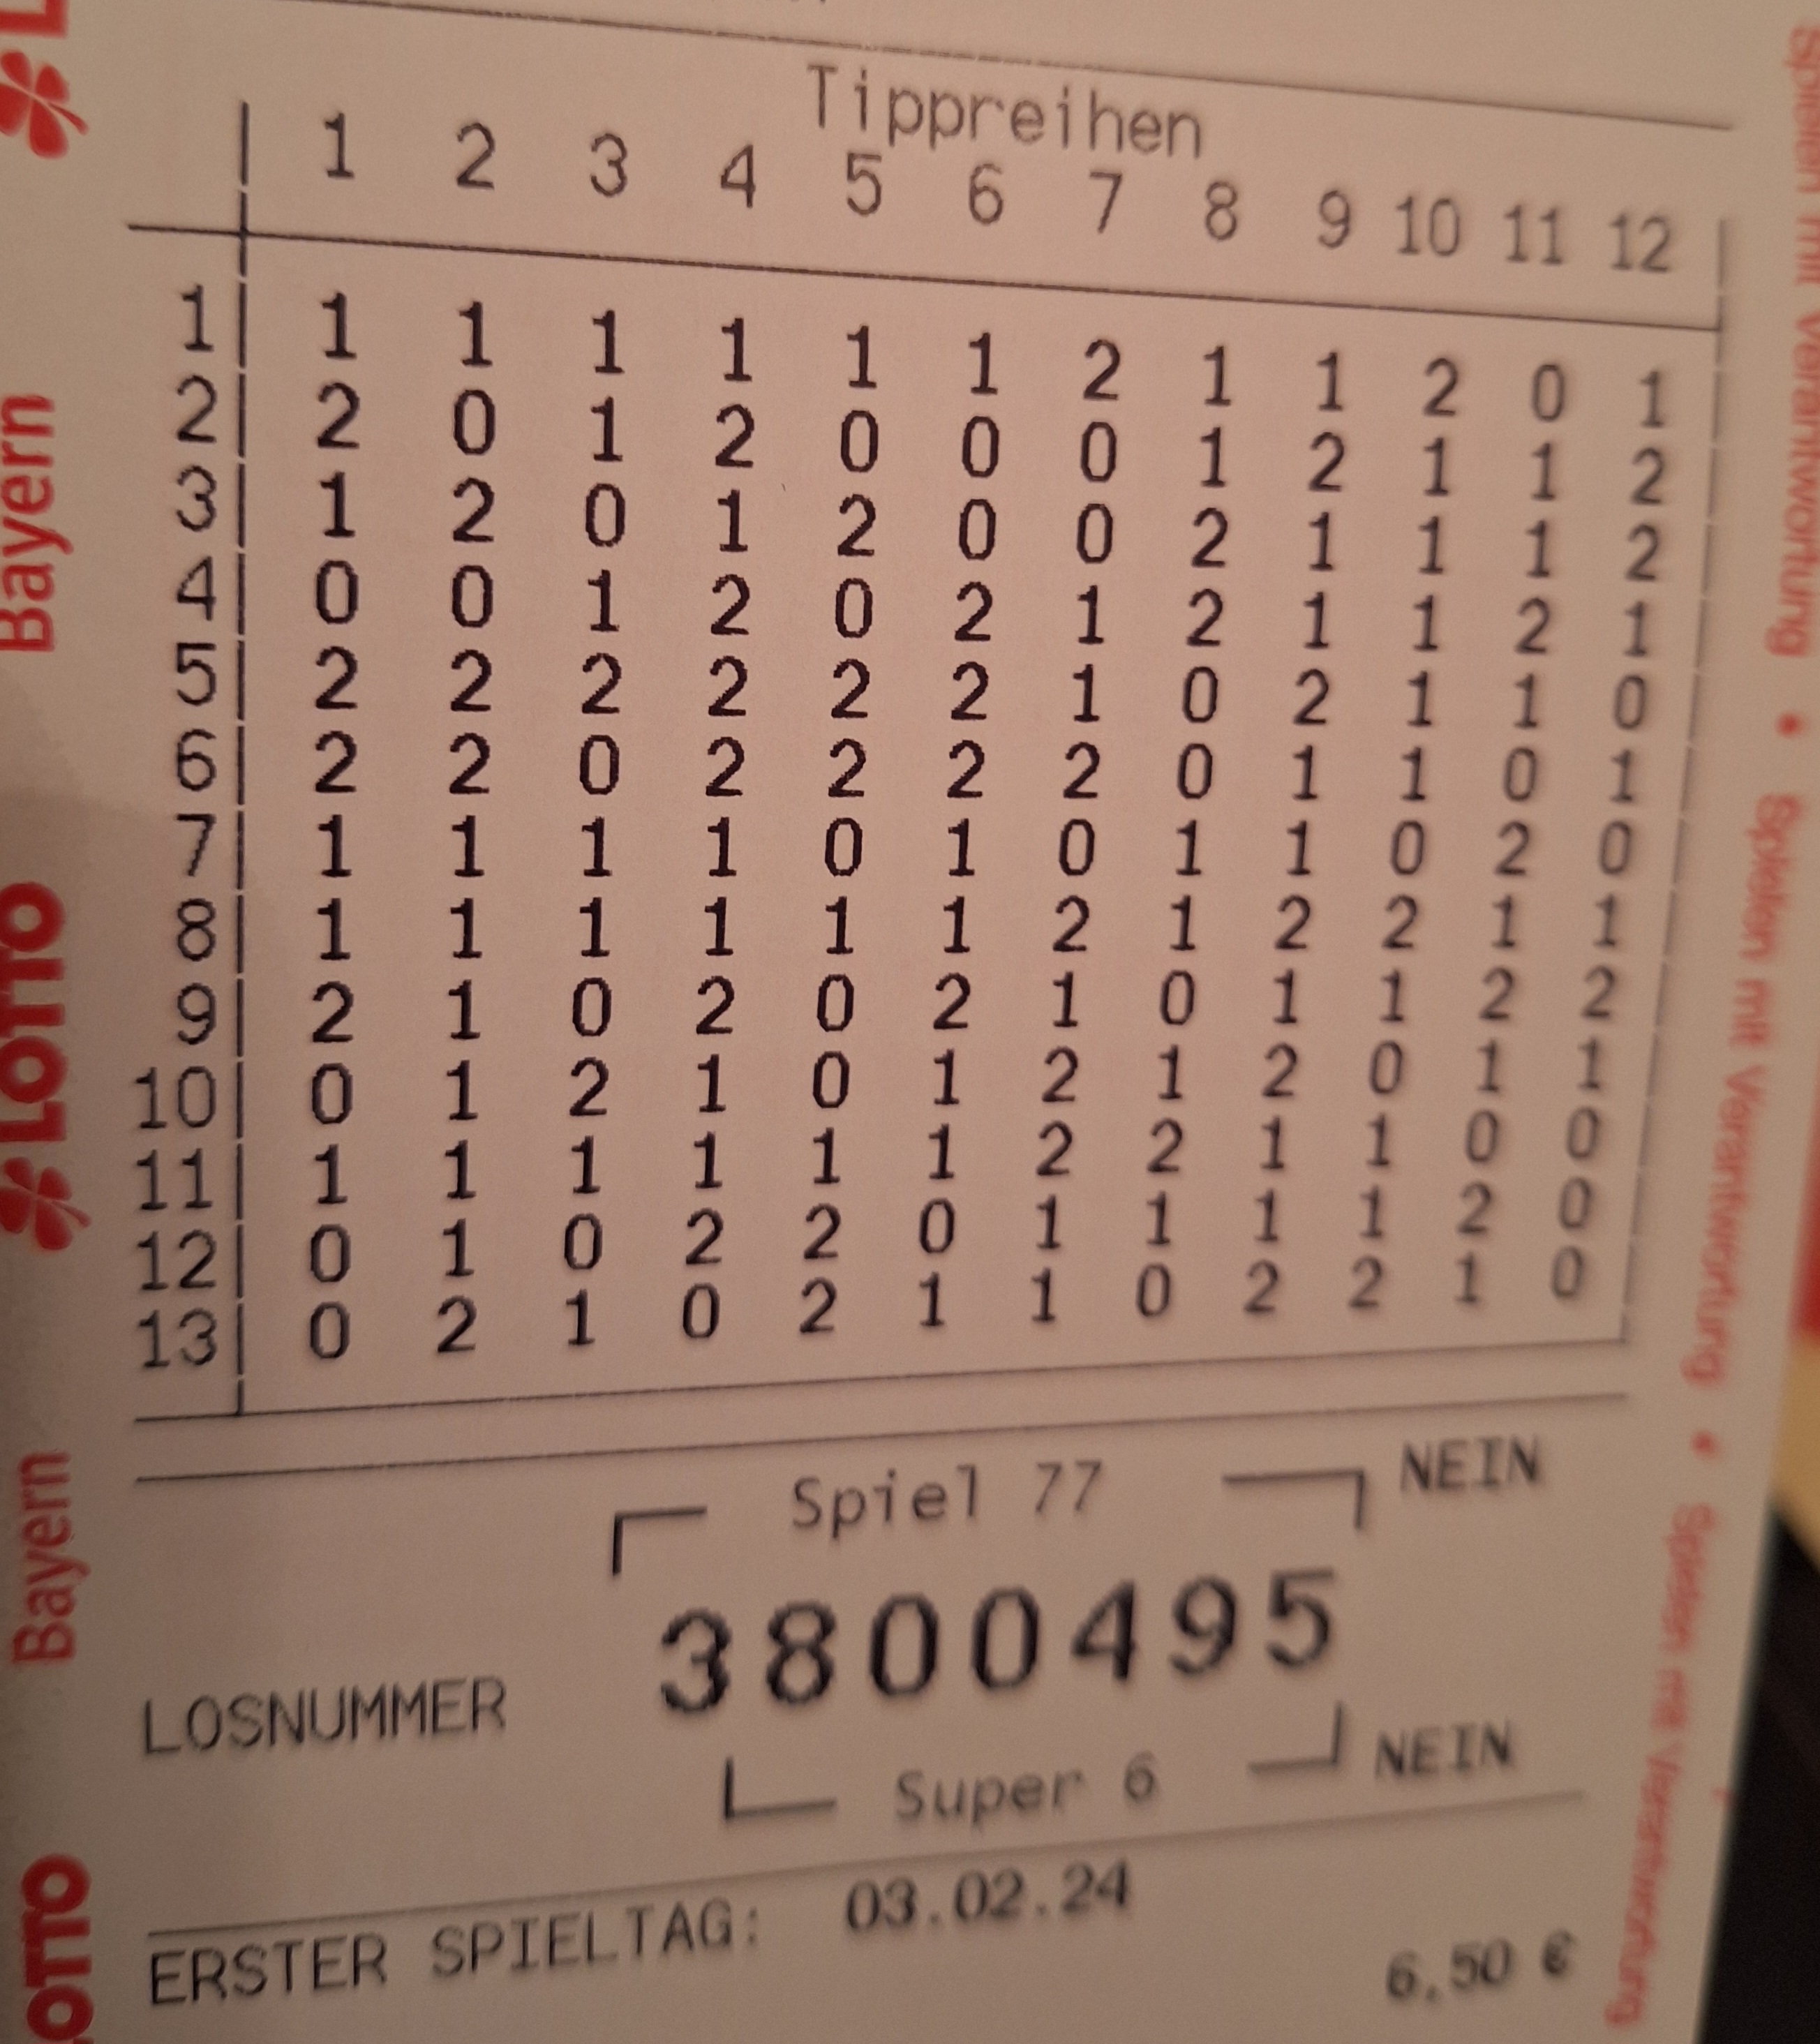 Tippreihen
1 2 3 4 5 6 7 8 9 10 11 12
1 1 1 1 1 1 1 2 1 1 2 0 1
2 2 0 1 2 0 0 0 1 2 1 1 2
3 1 2 0 1 2 0 0 2 1 1 1 2
4 0 0 1 2 0 2 1 2 1 1 2 1
5 2 2 2 2 2 2 1 0 2 1 1 0
6 2 2 0 2 2 2 2 0 1 1 0 1
7 1 1 1 1 0 1 0 1 1 0 2 0
8 1 1 1 1 1 1 2 1 2 2 1 1
9 2 1 0 2 0 2 1 0 1 1 2 2
10 0 1 2 1 0 1 2 1 2 0 1 1
11 1 1 1 1 1 1 2 2 1 1 0 0
12 0 1 0 2 2 0 1 1 1 1 2 0
13 0 2 1 0 2 1 1 0 2 2 1 0
Spiel 77 NEIN
LOSNUMMER 3800495
Super 6 NEIN
ERSTER SPIELTAG: 03.02.24
6,50 €
LOTTO Bayern LOTTO Bayern
Spielen mit Verantwortung • Spielen mit Verantwortung • Spielen mit Verantwortung